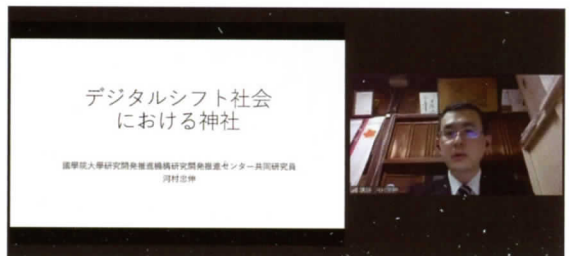 デジタルシフト社会
における神社
國學院大學研究開発推進機構研究開発推進センター共同研究員
河村忠伸